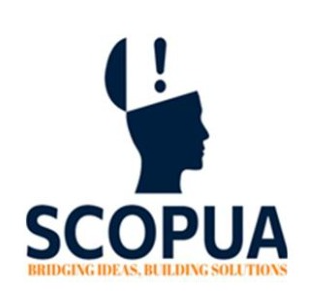 !
SCOPUA
BRIDGING IDEAS, BUILDING SOLUTIONS